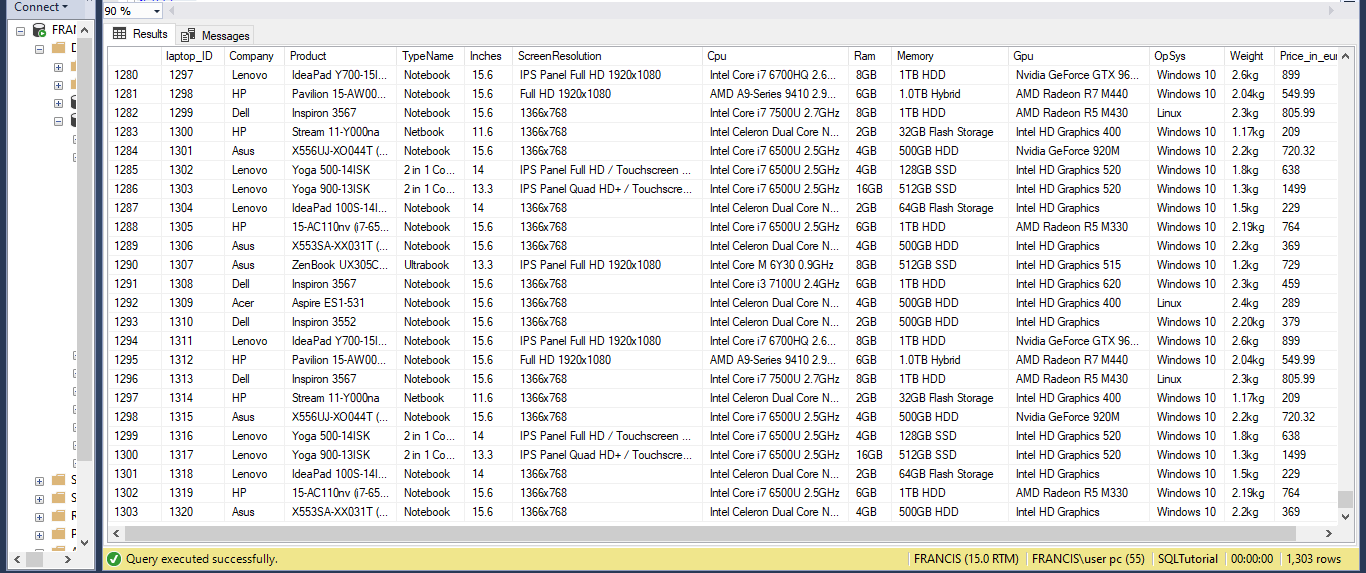 Connect
90 %
FRAN
D
Results Messages
laptop_ID Company Product TypeName Inches ScreenResolution Cpu Ram Memory Gpu OpSys Weight Price_in_eur
1280 1297 Lenovo IdeaPad Y700-15I... Notebook 15.6 IPS Panel Full HD 1920x1080 Intel Core i7 6700HQ 2.6... 8GB 1TB HDD Nvidia GeForce GTX 96... Windows 10 2.6kg 899
1281 1298 HP Pavilion 15-AW00... Notebook 15.6 Full HD 1920x1080 AMD A9-Series 9410 2.9... 6GB 1.0TB Hybrid AMD Radeon R7 M440 Windows 10 2.04kg 549.99
1282 1299 Dell Inspiron 3567 Notebook 15.6 1366x768 Intel Core i7 7500U 2.7GHz 8GB 1TB HDD AMD Radeon R5 M430 Linux 2.3kg 805.99
1283 1300 HP Stream 11-Y000na Netbook 11.6 1366x768 Intel Celeron Dual Core N... 2GB 32GB Flash Storage Intel HD Graphics 400 Windows 10 1.17kg 209
1284 1301 Asus X556UJ-XO044T (... Notebook 15.6 1366x768 Intel Core i7 6500U 2.5GHz 4GB 500GB HDD Nvidia GeForce 920M Windows 10 2.2kg 720.32
1285 1302 Lenovo Yoga 500-14ISK 2 in 1 Co... 14 IPS Panel Full HD / Touchscreen ... Intel Core i7 6500U 2.5GHz 4GB 128GB SSD Intel HD Graphics 520 Windows 10 1.8kg 638
1286 1303 Lenovo Yoga 900-13ISK 2 in 1 Co... 13.3 IPS Panel Quad HD+ / Touchscre... Intel Core i7 6500U 2.5GHz 16GB 512GB SSD Intel HD Graphics 520 Windows 10 1.3kg 1499
1287 1304 Lenovo IdeaPad 100S-14I... Notebook 14 1366x768 Intel Celeron Dual Core N... 2GB 64GB Flash Storage Intel HD Graphics Windows 10 1.5kg 229
1288 1305 HP 15-AC110nv (i7-65... Notebook 15.6 1366x768 Intel Core i7 6500U 2.5GHz 6GB 1TB HDD AMD Radeon R5 M330 Windows 10 2.19kg 764
1289 1306 Asus X553SA-XX031T (... Notebook 15.6 1366x768 Intel Celeron Dual Core N... 4GB 500GB HDD Intel HD Graphics Windows 10 2.2kg 369
1290 1307 Asus ZenBook UX305C... Ultrabook 13.3 IPS Panel Full HD 1920x1080 Intel Core M 6Y30 0.9GHz 8GB 512GB SSD Intel HD Graphics 515 Windows 10 1.2kg 729
1291 1308 Dell Inspiron 3567 Notebook 15.6 1366x768 Intel Core i3 7100U 2.4GHz 6GB 1TB HDD Intel HD Graphics 620 Windows 10 2.3kg 459
1292 1309 Acer Aspire ES1-531 Notebook 15.6 1366x768 Intel Celeron Dual Core N... 4GB 500GB HDD Intel HD Graphics 400 Linux 2.4kg 289
1293 1310 Dell Inspiron 3552 Notebook 15.6 1366x768 Intel Celeron Dual Core N... 2GB 500GB HDD Intel HD Graphics Windows 10 2.20kg 379
1294 1311 Lenovo IdeaPad Y700-15I... Notebook 15.6 IPS Panel Full HD 1920x1080 Intel Core i7 6700HQ 2.6... 8GB 1TB HDD Nvidia GeForce GTX 96... Windows 10 2.6kg 899
1295 1312 HP Pavilion 15-AW00... Notebook 15.6 Full HD 1920x1080 AMD A9-Series 9410 2.9... 6GB 1.0TB Hybrid AMD Radeon R7 M440 Windows 10 2.04kg 549.99
1296 1313 Dell Inspiron 3567 Notebook 15.6 1366x768 Intel Core i7 7500U 2.7GHz 8GB 1TB HDD AMD Radeon R5 M430 Linux 2.3kg 805.99
1297 1314 HP Stream 11-Y000na Netbook 11.6 1366x768 Intel Celeron Dual Core N... 2GB 32GB Flash Storage Intel HD Graphics 400 Windows 10 1.17kg 209
1298 1315 Asus X556UJ-XO044T (... Notebook 15.6 1366x768 Intel Core i7 6500U 2.5GHz 4GB 500GB HDD Nvidia GeForce 920M Windows 10 2.2kg 720.32
1299 1316 Lenovo Yoga 500-14ISK 2 in 1 Co... 14 IPS Panel Full HD / Touchscreen ... Intel Core i7 6500U 2.5GHz 4GB 128GB SSD Intel HD Graphics 520 Windows 10 1.8kg 638
1300 1317 Lenovo Yoga 900-13ISK 2 in 1 Co... 13.3 IPS Panel Quad HD+ / Touchscre... Intel Core i7 6500U 2.5GHz 16GB 512GB SSD Intel HD Graphics 520 Windows 10 1.3kg 1499
1301 1318 Lenovo IdeaPad 100S-14I... Notebook 14 1366x768 Intel Celeron Dual Core N... 2GB 64GB Flash Storage Intel HD Graphics Windows 10 1.5kg 229
1302 1319 HP 15-AC110nv (i7-65... Notebook 15.6 1366x768 Intel Core i7 6500U 2.5GHz 6GB 1TB HDD AMD Radeon R5 M330 Windows 10 2.19kg 764
1303 1320 Asus X553SA-XX031T (... Notebook 15.6 1366x768 Intel Celeron Dual Core N... 4GB 500GB HDD Intel HD Graphics Windows 10 2.2kg 369
S
S
R
P
Query executed successfully. FRANCIS (15.0 RTM) FRANCIS\user pc (55) SQLTutorial 00:00:00 1,303 rows